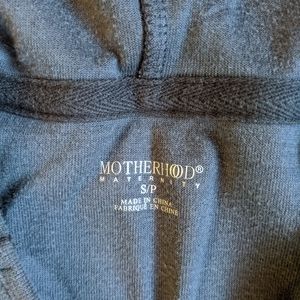 MOTHERHOOD®
MATERNITY
S/P
MADE IN CHINA
FABRIQUÉ EN CHINE